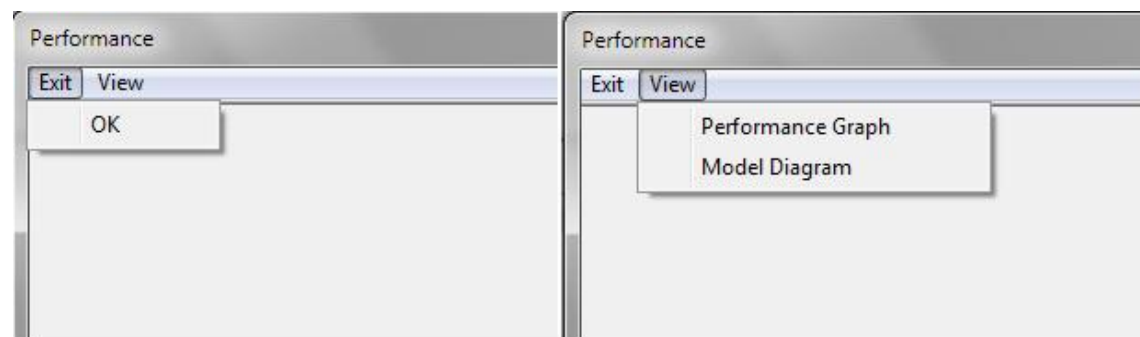 Performance
Exit View
OK
Performance
Exit View
Performance Graph
Model Diagram